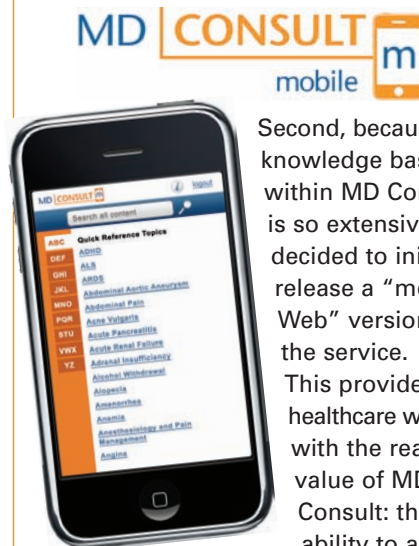 MD CONSULT m
mobile
Second, becau
knowledge bas
within MD Con
is so extensiv
decided to ini
release a “mo
Web” version
the service.
This provide
healthcare w
with the rea
value of MD
Consult: th
ability to a
MD CONSULT logout
Search all content
ABC
DEF
GHI
JKL
MNO
PQR
STU
VWX
YZ
Quick Reference Topics
ADHD
ALS
ARDS
Abdominal Aortic Aneurysm
Abdominal Pain
Acne Vulgaris
Acute Pancreatitis
Acute Renal Failure
Adrenal Insufficiency
Alcohol Withdrawal
Alopecia
Amenorrhea
Anemia
Anesthesiology and Pain
Management
Angina